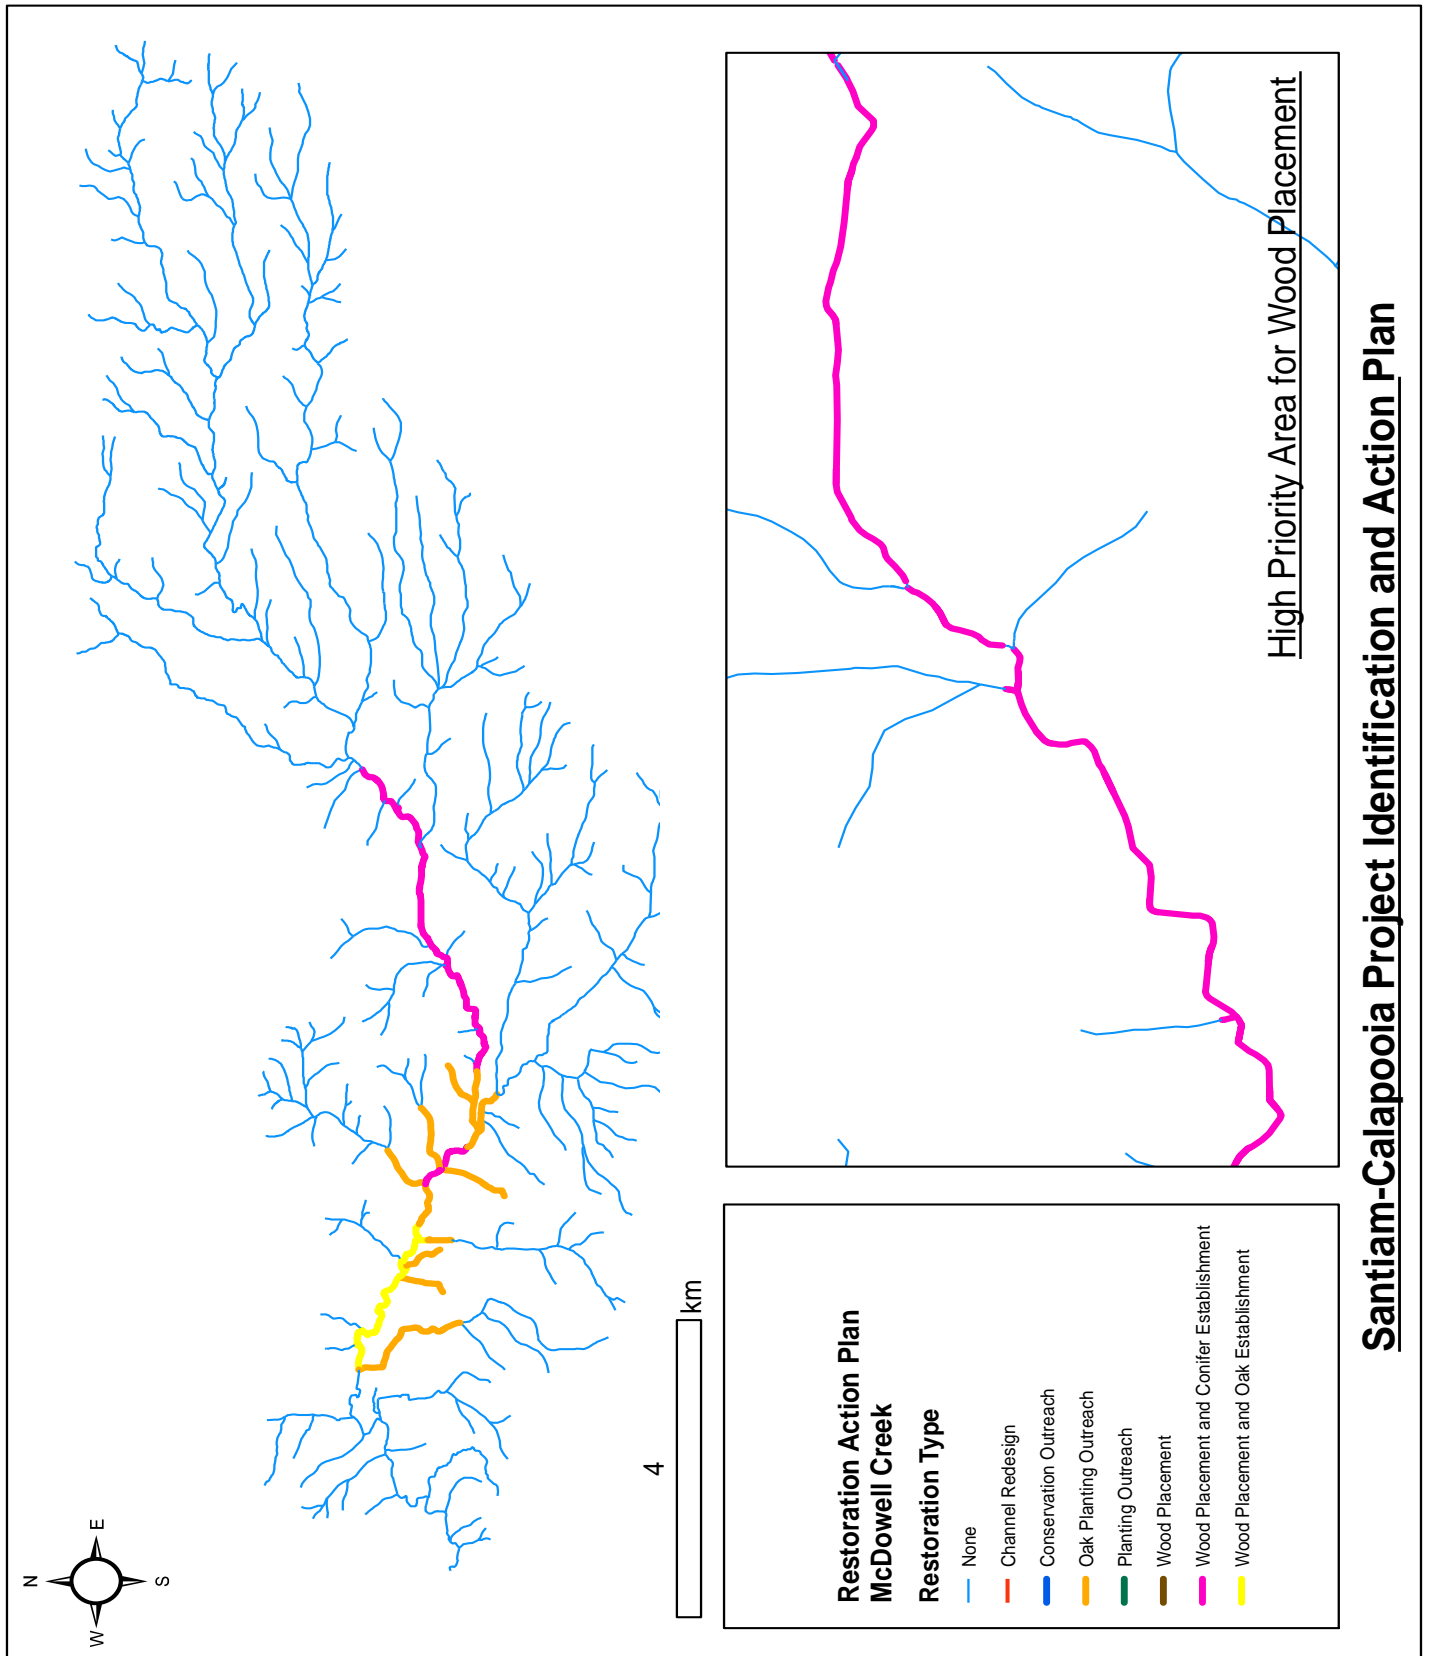 N
W
E
S
4
km
Restoration Action Plan
McDowell Creek
Restoration Type
None
Channel Redesign
Conservation Outreach
Oak Planting Outreach
Planting Outreach
Wood Placement
Wood Placement and Conifer Establishment
Wood Placement and Oak Establishment
High Priority Area for Wood Placement
Santiam-Calapooia Project Identification and Action Plan